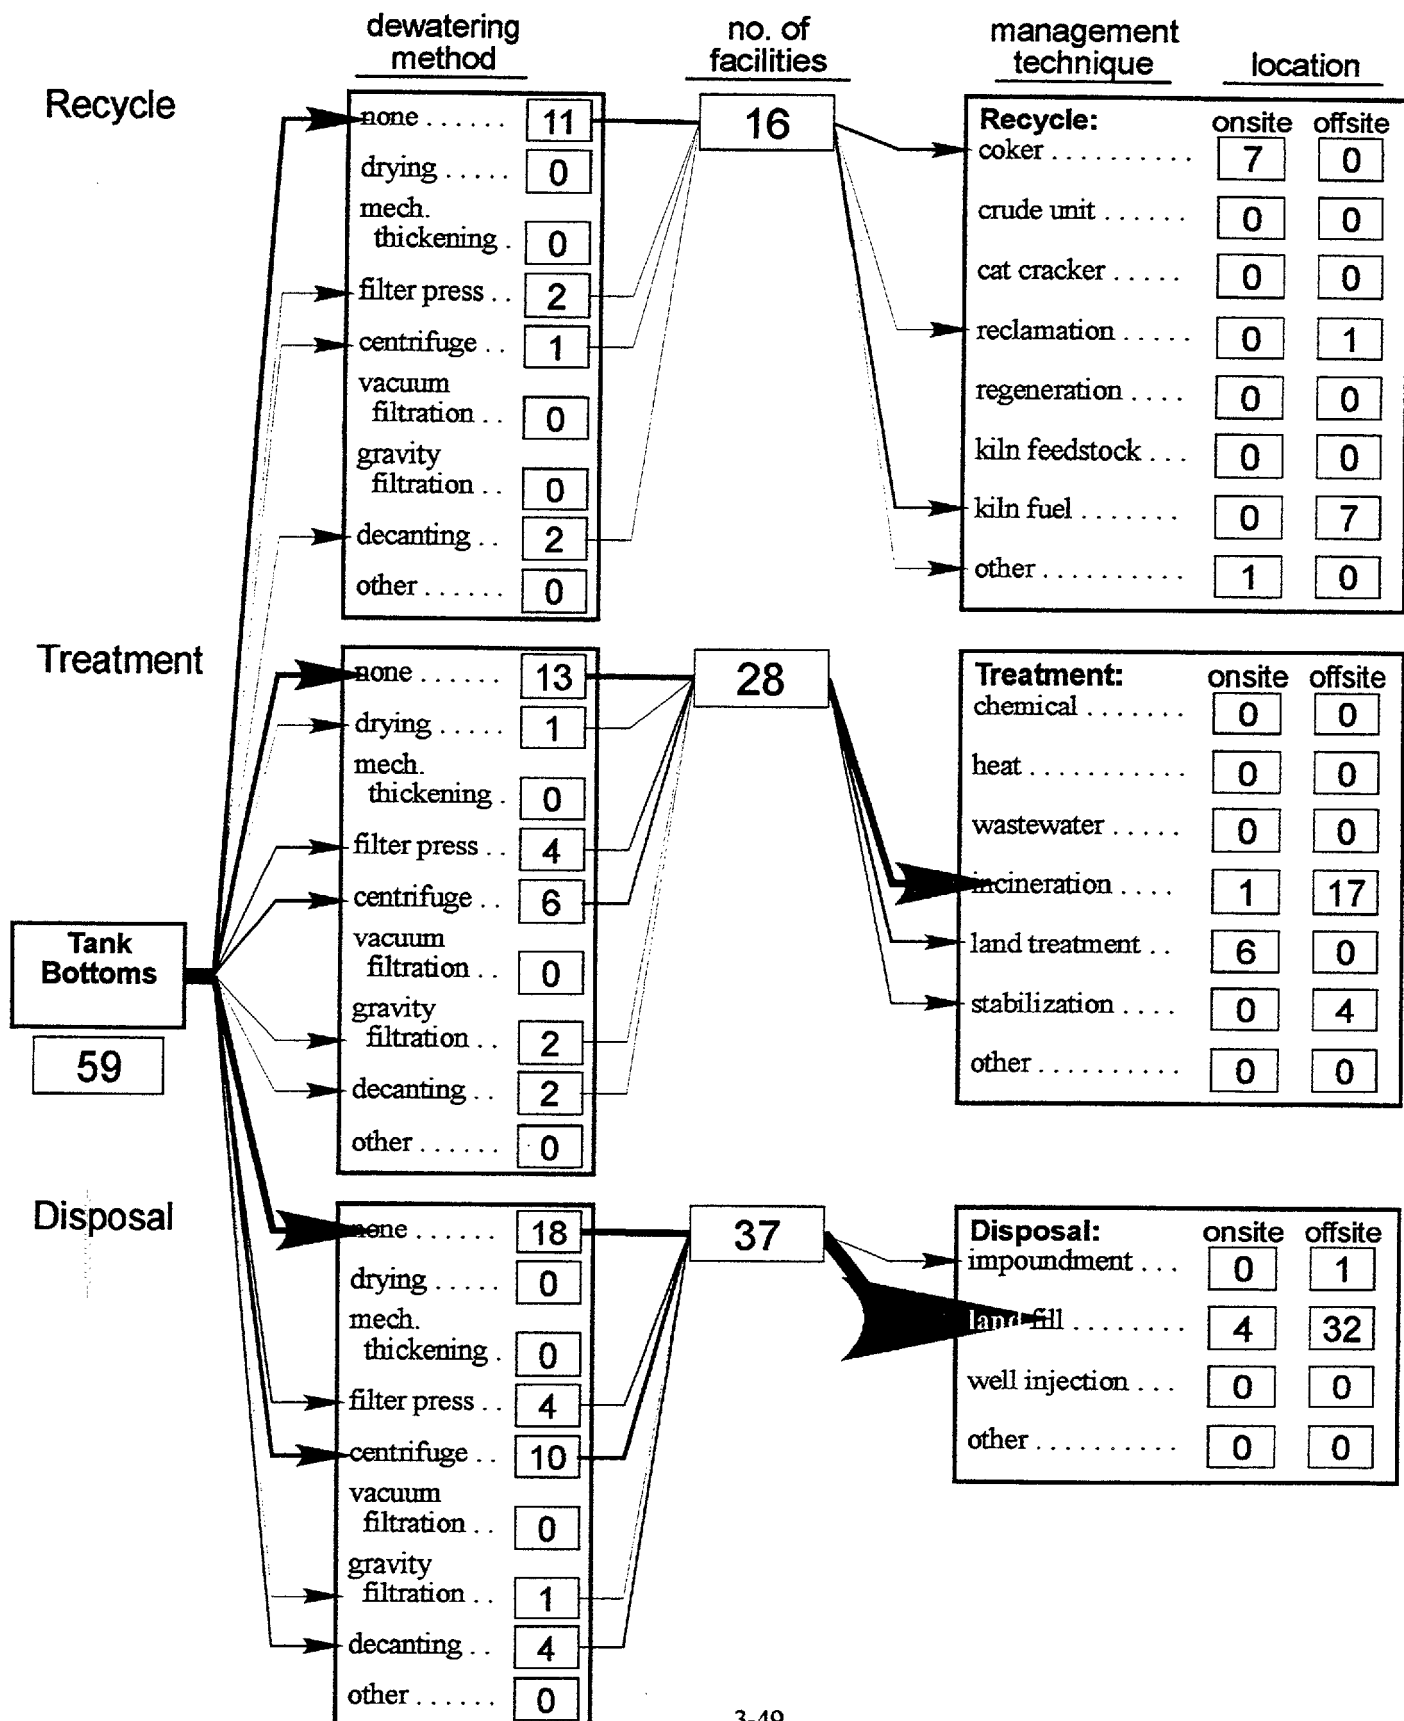 dewatering method
no. of facilities
management technique
location
Recycle
none ...... 11
drying ..... 0
mech.
thickening . 0
filter press .. 2
centrifuge .. 1
vacuum
filtration .. 0
gravity
filtration .. 0
decanting .. 2
other ...... 0
16
Recycle: onsite offsite
coker .......... 7 0
crude unit ...... 0 0
cat cracker ..... 0 0
reclamation ..... 0 1
regeneration .... 0 0
kiln feedstock ... 0 0
kiln fuel ....... 0 7
other .......... 1 0
Treatment
none ...... 13
drying ..... 1
mech.
thickening . 0
filter press .. 4
centrifuge .. 6
vacuum
filtration .. 0
gravity
filtration .. 2
decanting .. 2
other ...... 0
28
Treatment: onsite offsite
chemical ....... 0 0
heat ........... 0 0
wastewater ..... 0 0
incineration .... 1 17
land treatment .. 6 0
stabilization .... 0 4
other .......... 0 0
Tank
Bottoms
59
Disposal
none ...... 18
drying ..... 0
mech.
thickening . 0
filter press .. 4
centrifuge .. 10
vacuum
filtration .. 0
gravity
filtration .. 1
decanting .. 4
other ...... 0
37
Disposal: onsite offsite
impoundment ... 0 1
land fill ........ 4 32
well injection ... 0 0
other .......... 0 0
3-49